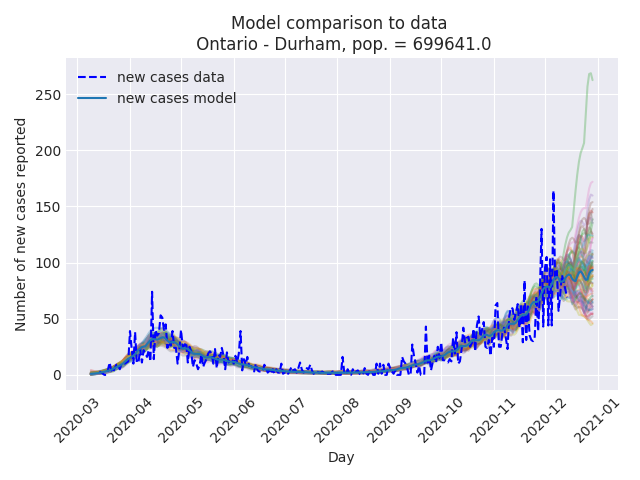 Model comparison to data
Ontario - Durham, pop. = 699641.0
new cases data
new cases model
Number of new cases reported
250
200
150
100
50
0
2020-03
2020-04
2020-05
2020-06
2020-07
2020-08
2020-09
2020-10
2020-11
2020-12
2021-01
Day